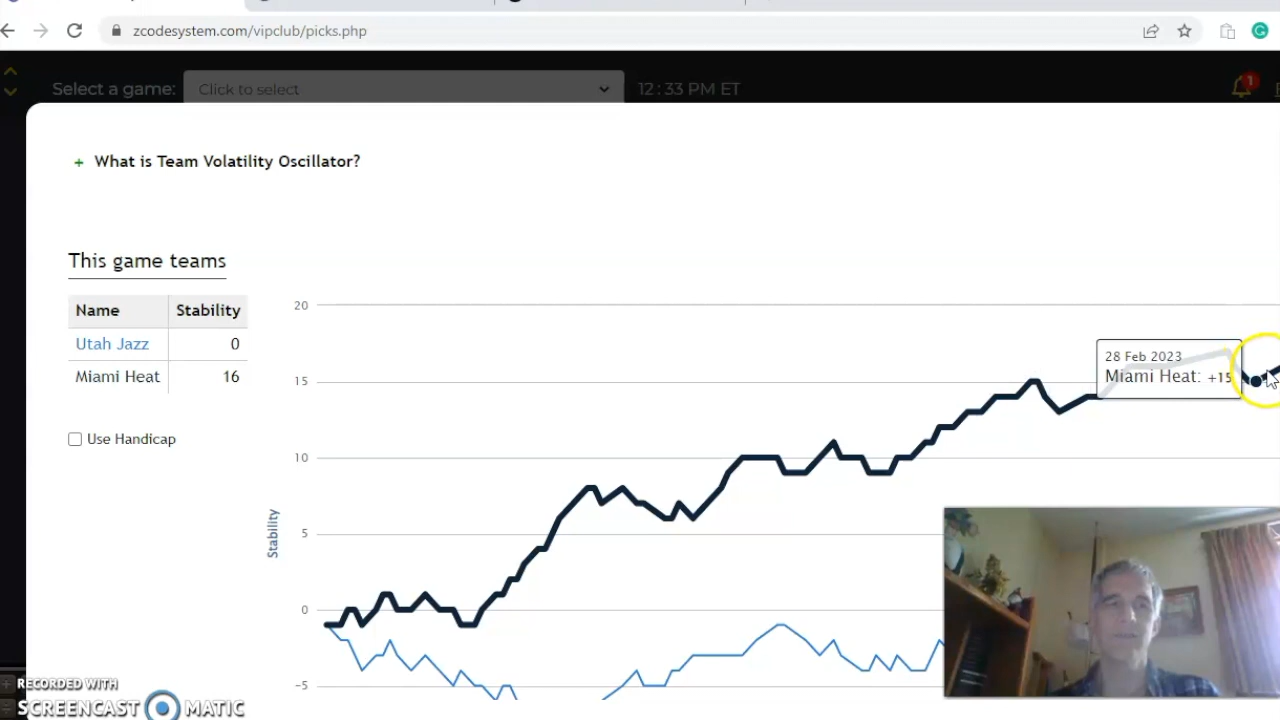 zcodesystem.com/vipclub/picks.php
Select a game: Click to select 12:33 PM ET
1
+ What is Team Volatility Oscillator?
This game teams
Name Stability
Utah Jazz 0
Miami Heat 16
Use Handicap
20
15
10
5
0
-5
Stability
28 Feb 2023
Miami Heat: +15
RECORDED WITH
SCREENCAST MATIC